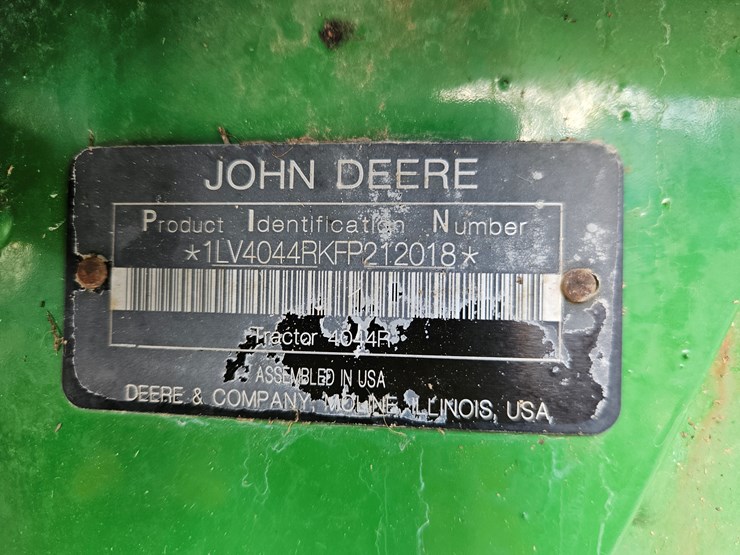 JOHN DEERE
Product Identification Number
*1LV4044RKFP212018*
Tractor 4044R
ASSEMBLED IN USA
DEERE & COMPANY, MOLINE, ILLINOIS, USA